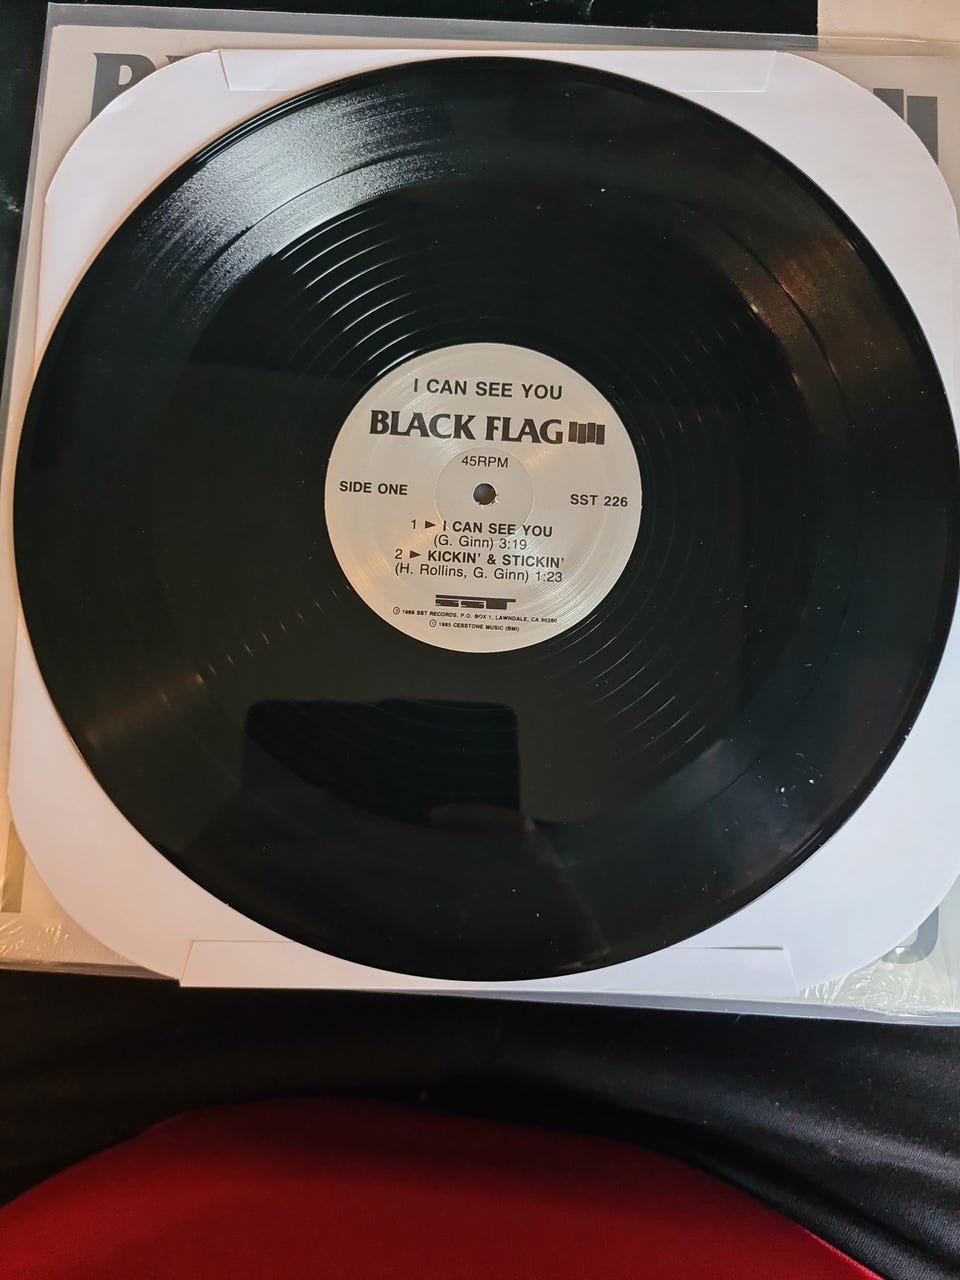 I CAN SEE YOU
BLACK FLAG
45RPM
SIDE ONE
SST 226
1 ► I CAN SEE YOU
(G. Ginn) 3:19
2 ► KICKIN' & STICKIN'
(H. Rollins, G. Ginn) 1:23
SST
Ⓟ 1989 SST RECORDS, P.O. BOX 1, LAWNDALE, CA 90260
Ⓒ 1985 CESSTONE MUSIC (BMI)